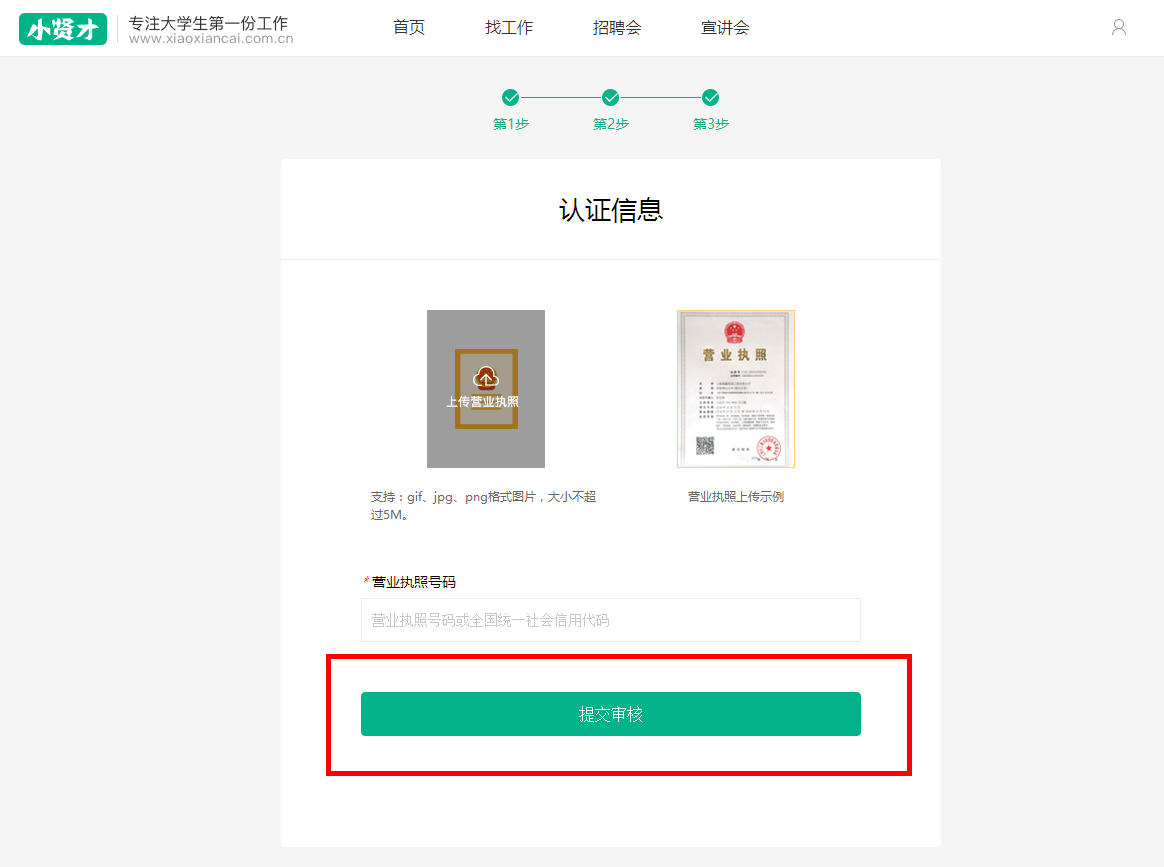 小贤才
专注大学生第一份工作
www.xiaoxiancai.com.cn
首页
找工作
招聘会
宣讲会
第1步
第2步
第3步
认证信息
上传营业执照
营业执照
支持：gif、jpg、png格式图片，大小不超
过5M。
营业执照上传示例
*营业执照号码
营业执照号码或全国统一社会信用代码
提交审核